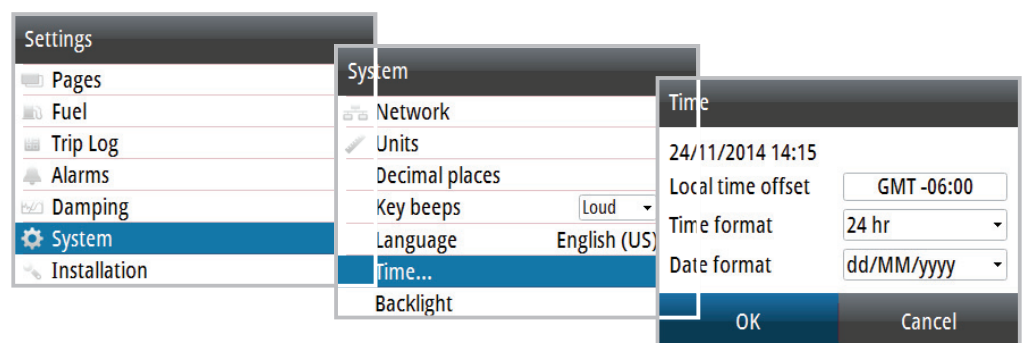 Settings
Pages
Fuel
Trip Log
Alarms
Damping
System
Installation
System
Network
Units
Decimal places
Key beeps Loud
Language English (US)
Time...
Backlight
Time
24/11/2014 14:15
Local time offset GMT -06:00
Time format 24 hr
Date format dd/MM/yyyy
OK Cancel